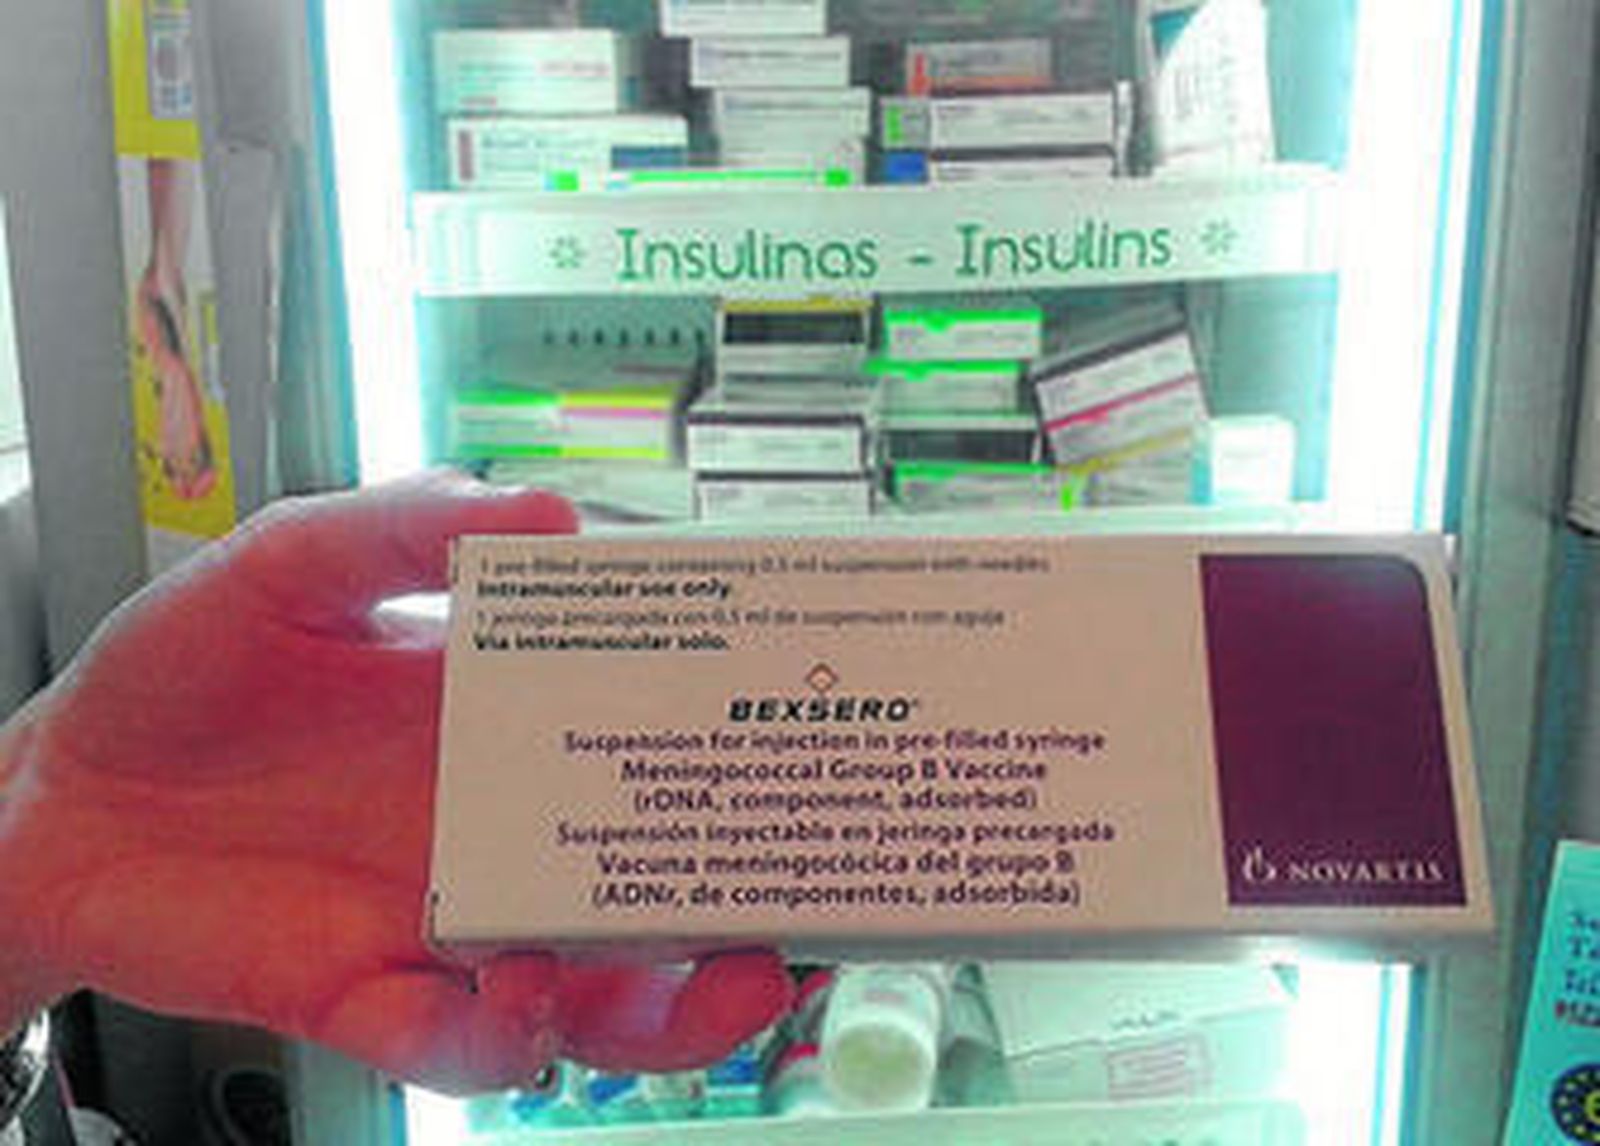 Insulinas - Insulins
1 pre-filled syringe containing 0.5 ml suspension with needles
Intramuscular use only.
1 jeringa precargada con 0,5 ml de suspensión con aguja
Vía intramuscular solo.
BEXSERO
Suspension for injection in pre-filled syringe
Meningococcal Group B Vaccine
(rDNA, component, adsorbed)
Suspensión inyectable en jeringa precargada
Vacuna meningocócica del grupo B
(ADNr, de componentes, adsorbida)
NOVARTIS